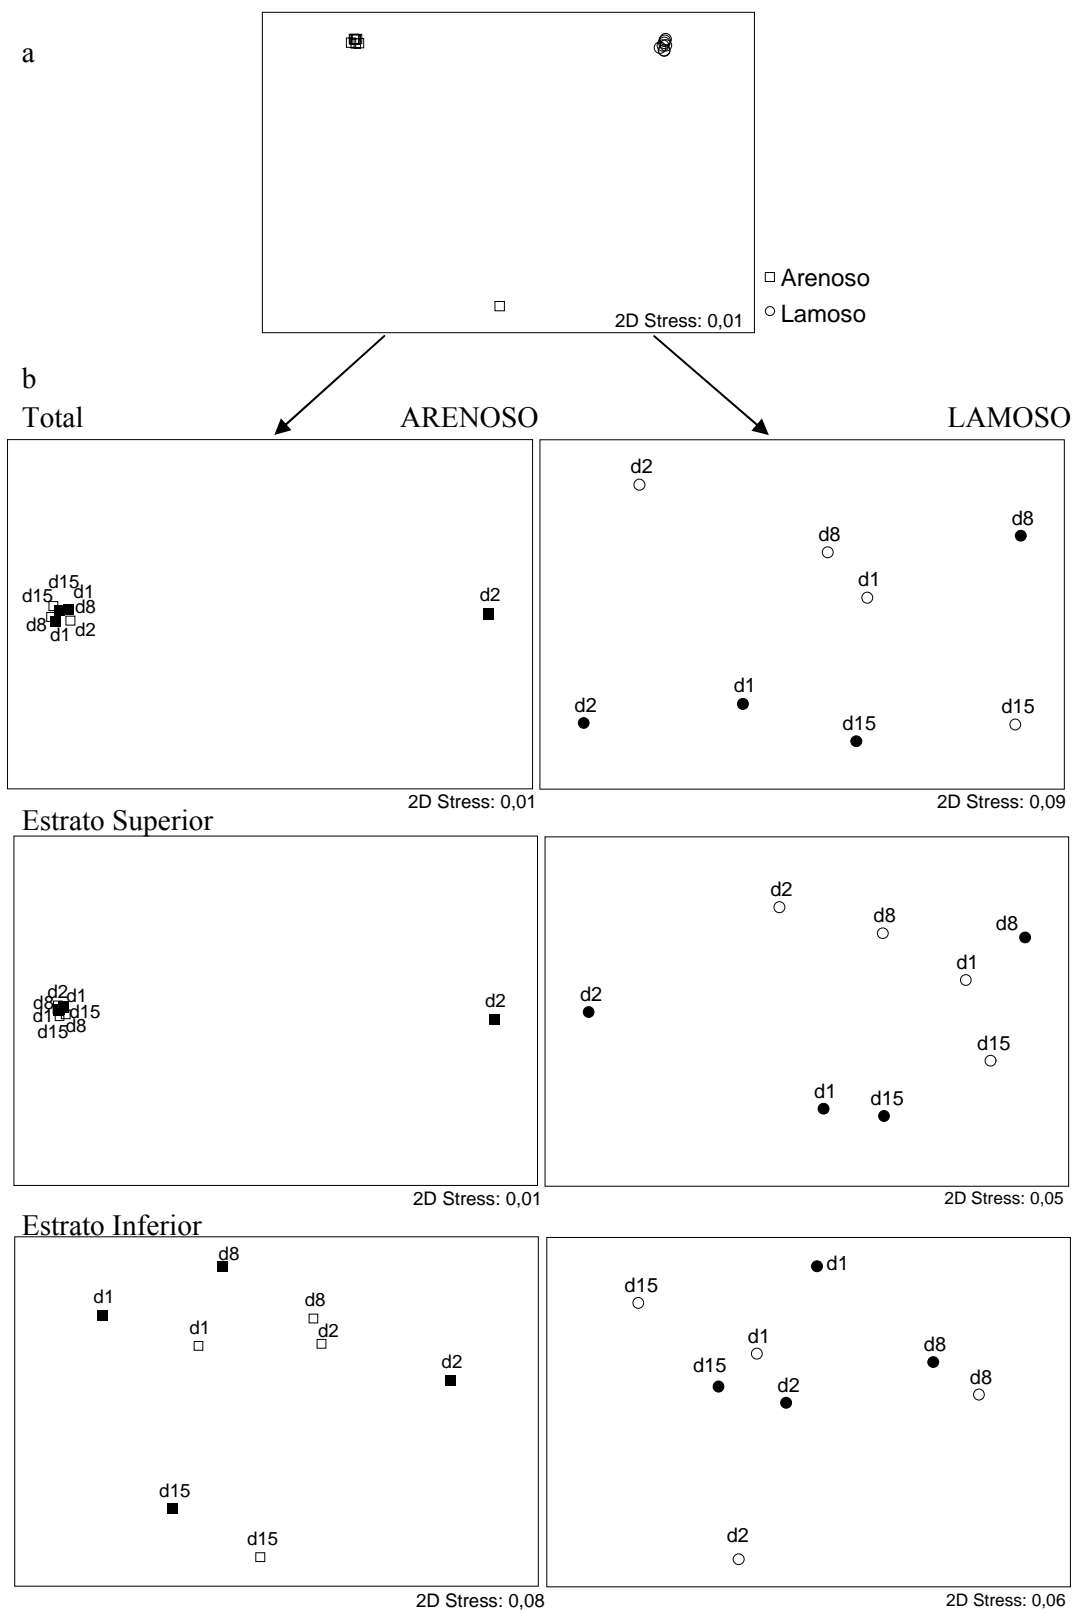 a
Arenoso
2D Stress: 0,01
Lamoso
b
Total
ARENOSO
LAMOSO
d15
d15
d1
d8
d8
d1
d2
d2
d2
d8
d8
d1
d1
d2
d15
d15
2D Stress: 0,01
2D Stress: 0,09
Estrato Superior
d2
d1
d8
d15
d1
d8
d15
d2
d2
d8
d8
d1
d2
d15
d1
d15
2D Stress: 0,01
2D Stress: 0,05
Estrato Inferior
d8
d1
d8
d1
d2
d2
d15
d15
d1
d15
d1
d8
d15
d8
d2
d2
2D Stress: 0,08
2D Stress: 0,06